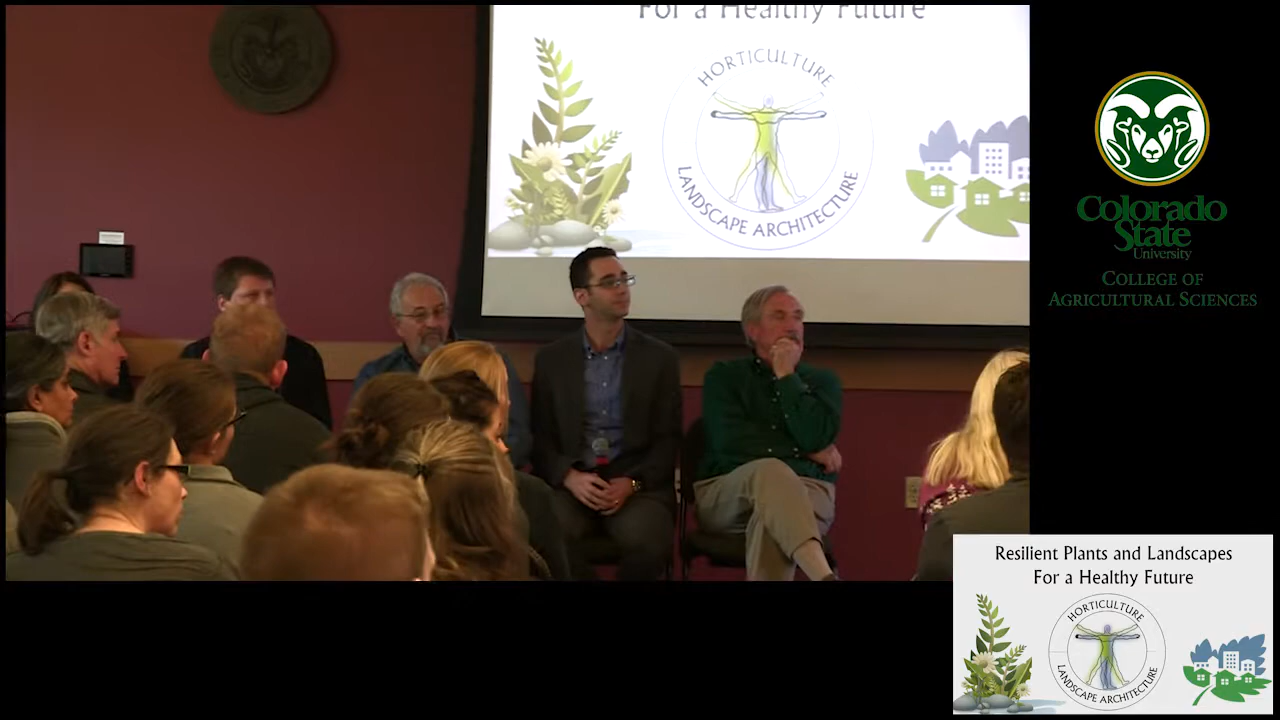 For a Healthy Future
HORTICULTURE
LANDSCAPE ARCHITECTURE
Colorado
State
University
COLLEGE OF
AGRICULTURAL SCIENCES
Resilient Plants and Landscapes
For a Healthy Future
HORTICULTURE
LANDSCAPE ARCHITECTURE